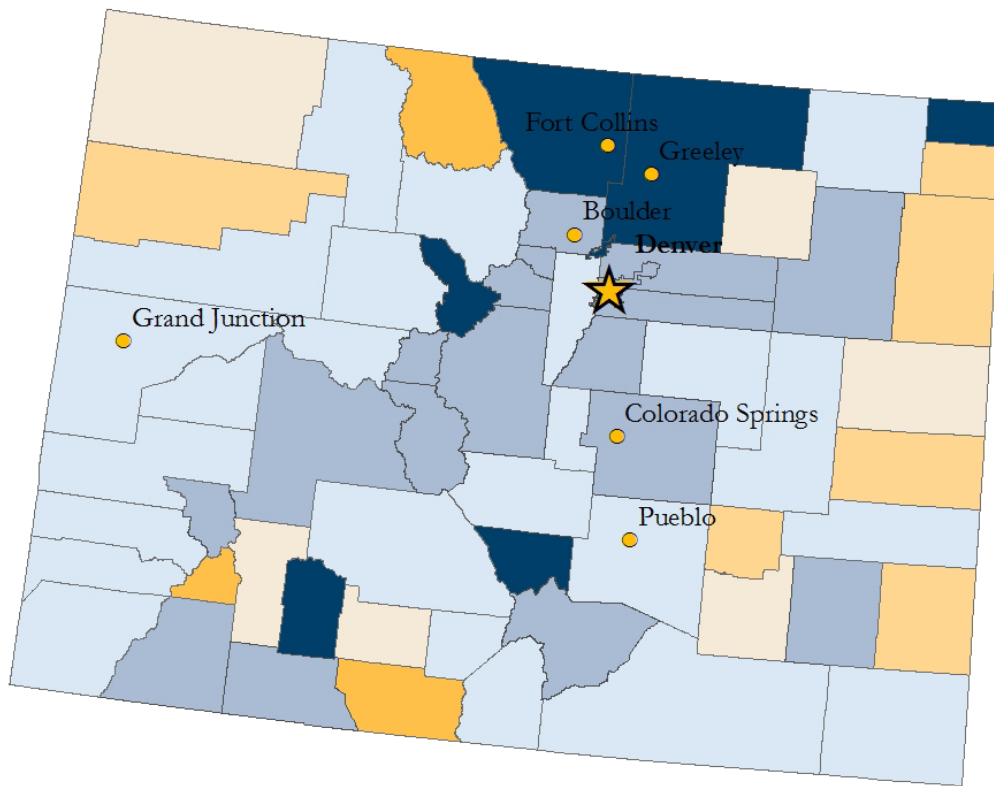 Fort Collins
Greeley
Boulder
Denver
Grand Junction
Colorado Springs
Pueblo